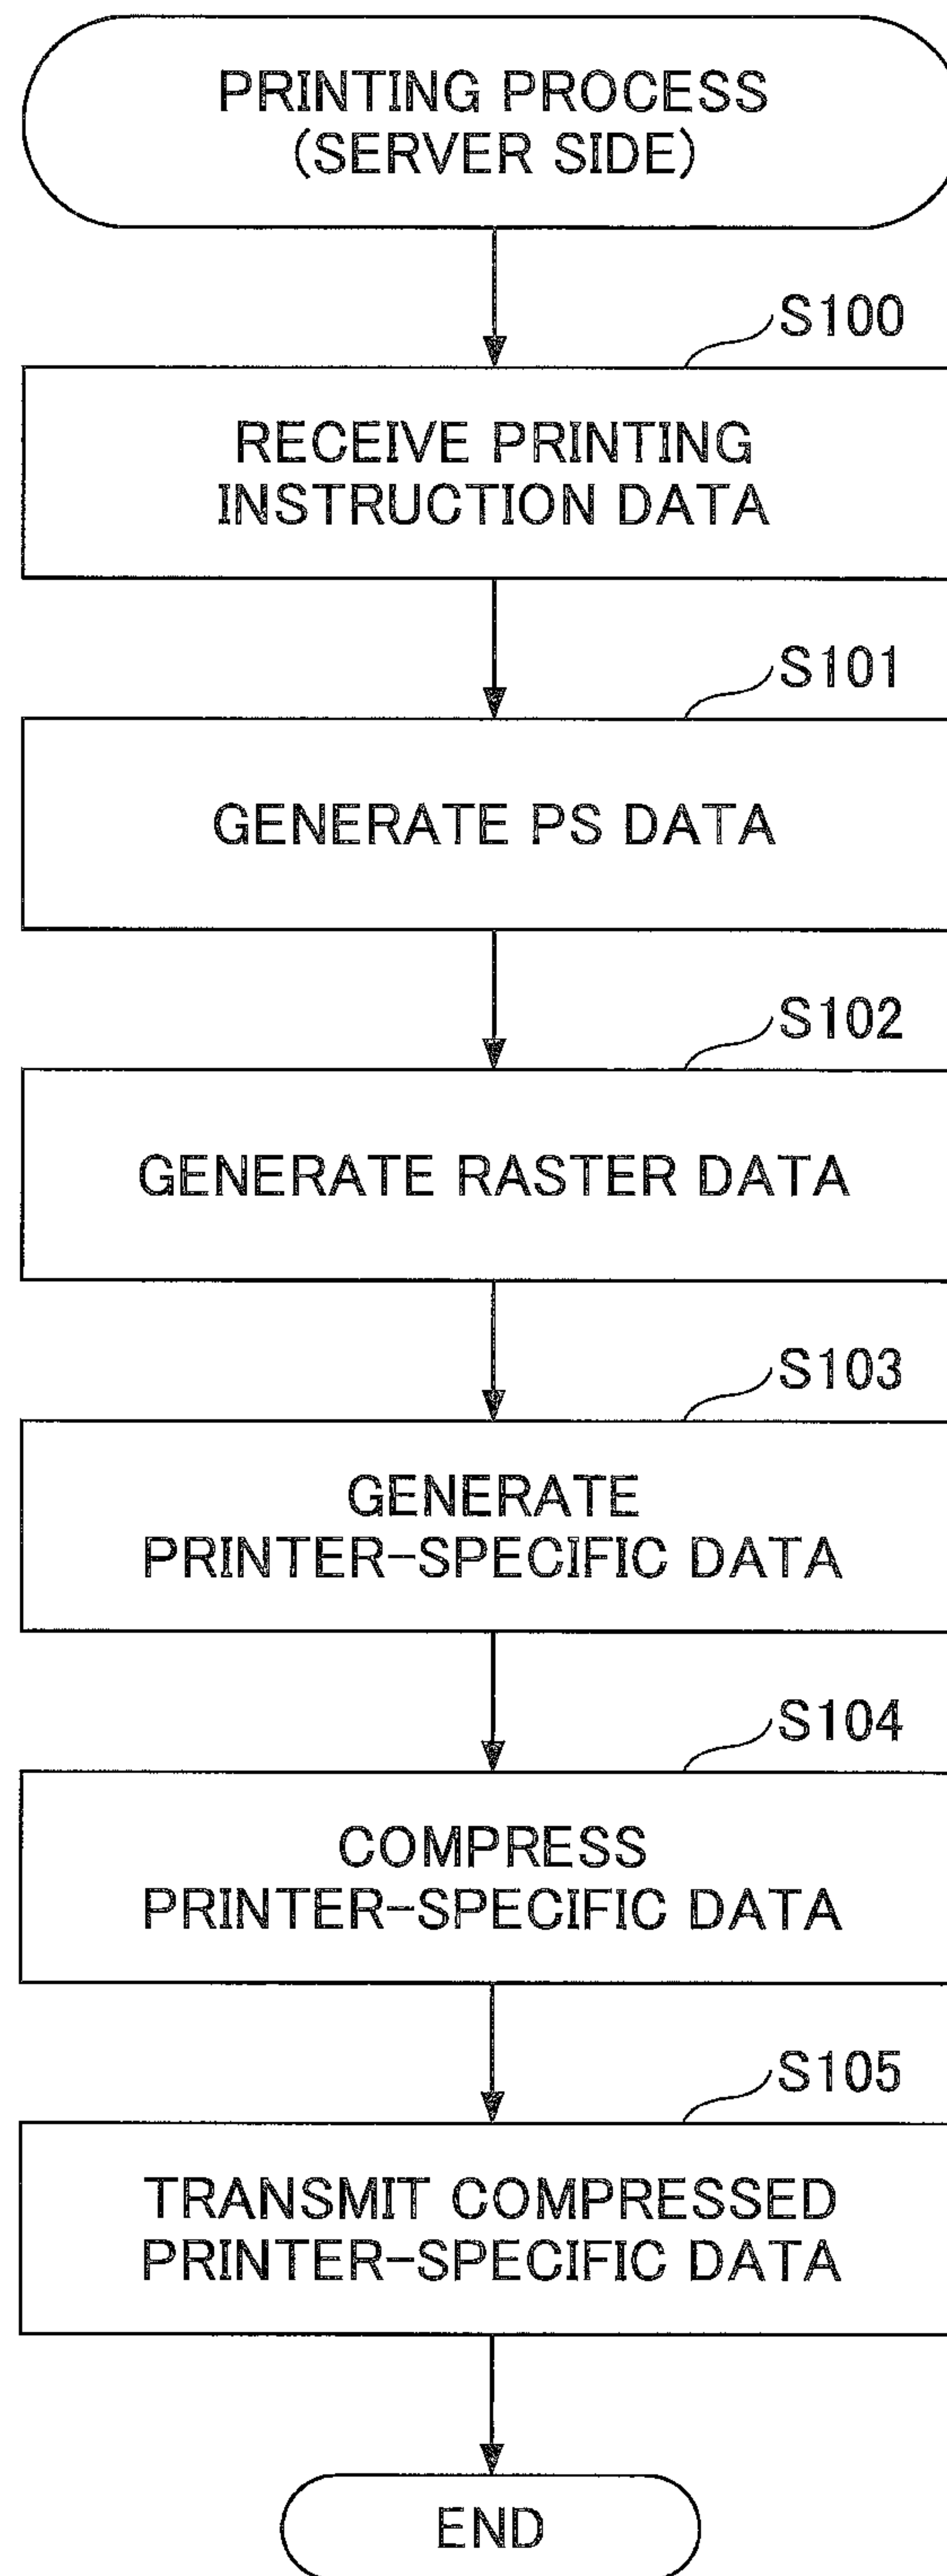 PRINTING PROCESS
(SERVER SIDE)
S100
RECEIVE PRINTING
INSTRUCTION DATA
S101
GENERATE PS DATA
S102
GENERATE RASTER DATA
S103
GENERATE
PRINTER-SPECIFIC DATA
S104
COMPRESS
PRINTER-SPECIFIC DATA
S105
TRANSMIT COMPRESSED
PRINTER-SPECIFIC DATA
END